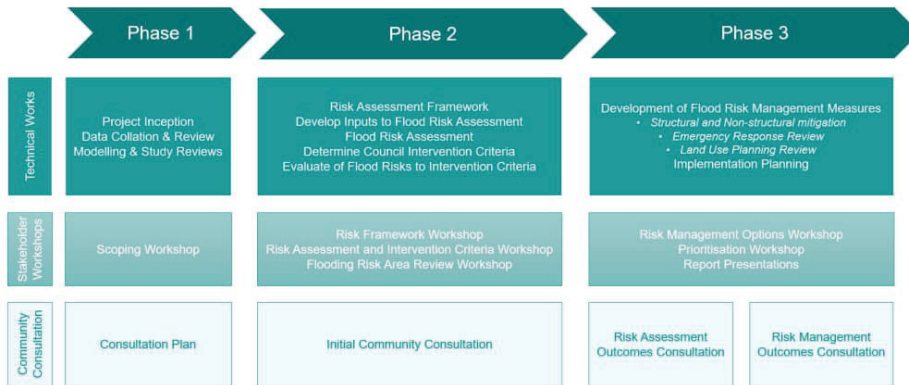 Phase 1
Phase 2
Phase 3
Technical Works
Project Inception
Data Collation & Review
Modelling & Study Reviews
Risk Assessment Framework
Develop Inputs to Flood Risk Assessment
Flood Risk Assessment
Determine Council Intervention Criteria
Evaluate of Flood Risks to Intervention Criteria
Development of Flood Risk Management Measures
• Structural and Non-structural mitigation
• Emergency Response Review
• Land Use Planning Review
Implementation Planning
Stakeholder
Workshops
Scoping Workshop
Risk Framework Workshop
Risk Assessment and Intervention Criteria Workshop
Flooding Risk Area Review Workshop
Risk Management Options Workshop
Prioritisation Workshop
Report Presentations
Community
Consultation
Consultation Plan
Initial Community Consultation
Risk Assessment
Outcomes Consultation
Risk Management
Outcomes Consultation